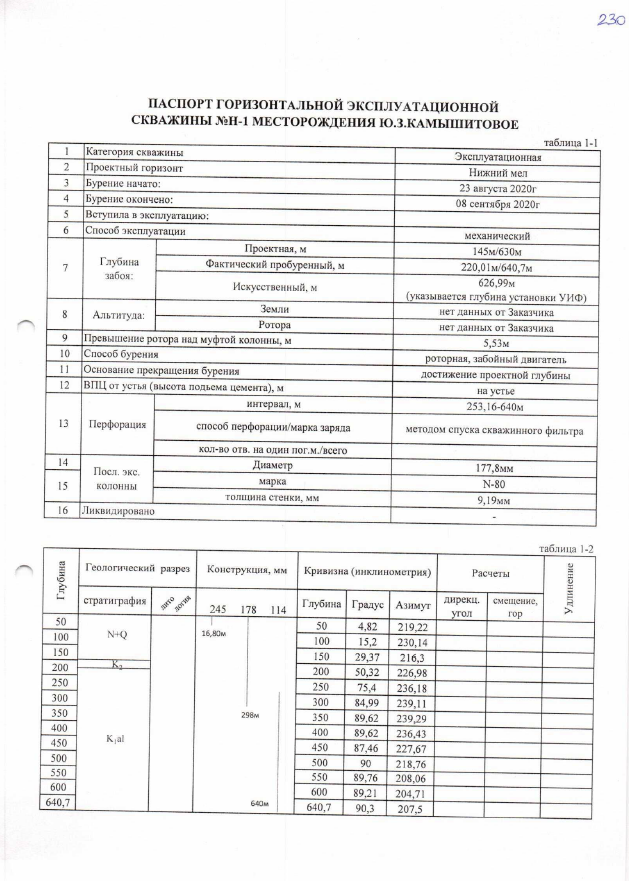 230
ПАСПОРТ ГОРИЗОНТАЛЬНОЙ ЭКСПЛУАТАЦИОННОЙ
СКВАЖИНЫ №Н-1 МЕСТОРОЖДЕНИЯ Ю.З.КАМЫШИТОВОЕ
таблица 1-1
1 Категория скважины Эксплуатационная
2 Проектный горизонт Нижний мел
3 Бурение начато: 23 августа 2020г
4 Бурение окончено: 08 сентября 2020г
5 Вступила в эксплуатацию:
6 Способ эксплуатации механический
7 Глубина забоя: Проектная, м 145м/630м
Фактический пробуренный, м 220,01м/640,7м
Искусственный, м 626,99м
(указывается глубина установки УИФ)
8 Альтитуда: Земли нет данных от Заказчика
Ротора нет данных от Заказчика
9 Превышение ротора над муфтой колонны, м 5,53м
10 Способ бурения роторная, забойный двигатель
11 Основание прекращения бурения достижение проектной глубины
12 ВПЦ от устья (высота подьема цемента), м на устье
13 Перфорация интервал, м 253,16-640м
способ перфорации/марка заряда методом спуска скважинного фильтра
кол-во отв. на один пог.м./всего
14 Посл. экс. колонны Диаметр 177,8мм
15 марка N-80
толщина стенки, мм 9,19мм
16 Ликвидировано -
таблица 1-2
Глубина Геологический разрез Конструкция, мм Кривизна (инклинометрия) Расчеты Удлинение
стратиграфия литология 245 178 114 Глубина Градус Азимут дирекц. угол смещение, гор
50 50 4,82 219,22
100 N+Q 16,80м 100 15,2 230,14
150 150 29,37 216,3
200 K2 200 50,32 226,98
250 250 75,4 236,18
300 300 84,99 239,11
350 298м 350 89,62 239,29
400 400 89,62 236,43
450 K1al 450 87,46 227,67
500 500 90 218,76
550 550 89,76 208,06
600 600 89,21 204,71
640,7 640м 640,7 90,3 207,5